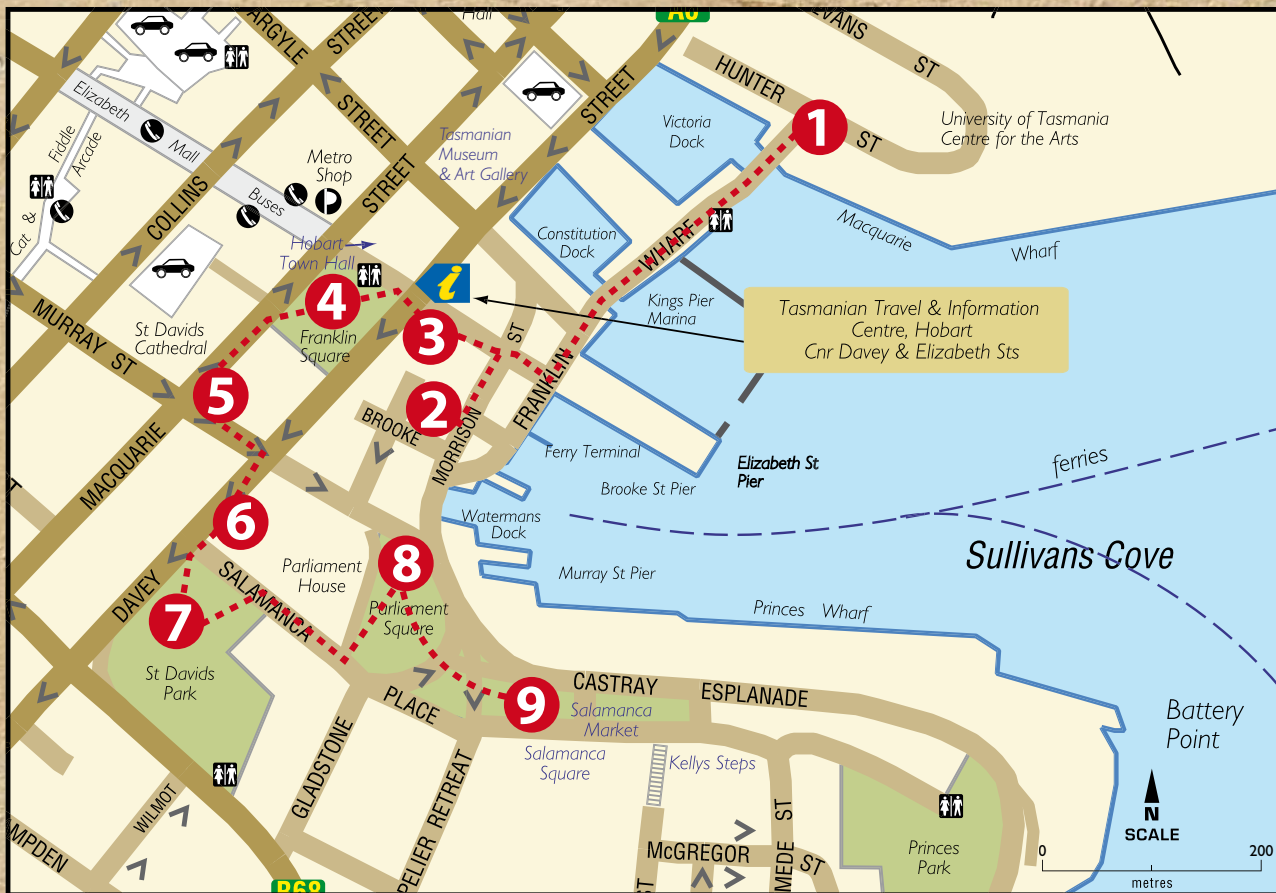 Hall
A6
EVANS
ST
ARGYLE
STREET
STREET
STREET
STREET
HUNTER
ST
1
University of Tasmania
Centre for the Arts
Victoria
Dock
Tasmanian
Museum
& Art Gallery
Elizabeth
Mall
Buses
Fiddle
Arcade
Cat &
Metro
Shop
P
COLLINS
Hobart
Town Hall
Constitution
Dock
WHARF
Macquarie
Wharf
Kings Pier
Marina
i
Tasmanian Travel & Information
Centre, Hobart
Cnr Davey & Elizabeth Sts
MURRAY ST
St Davids
Cathedral
4
Franklin
Square
3
ST
FRANKLIN
5
2
BROOKE
MORRISON
MACQUARIE
Ferry Terminal
Brooke St Pier
Elizabeth St
Pier
ferries
6
Watermans
Dock
Sullivans Cove
DAVEY
SALAMANCA
Parliament
House
8
Parliament
Square
Murray St Pier
Princes Wharf
7
St Davids
Park
PLACE
9
CASTRAY
ESPLANADE
Salamanca
Market
Salamanca
Square
Kellys Steps
Battery
Point
GLADSTONE
WILMOT
PELIER RETREAT
MPDEN
B68
McGREGOR
ST
ST
MEDE ST
Princes
Park
N
SCALE
0
200
metres